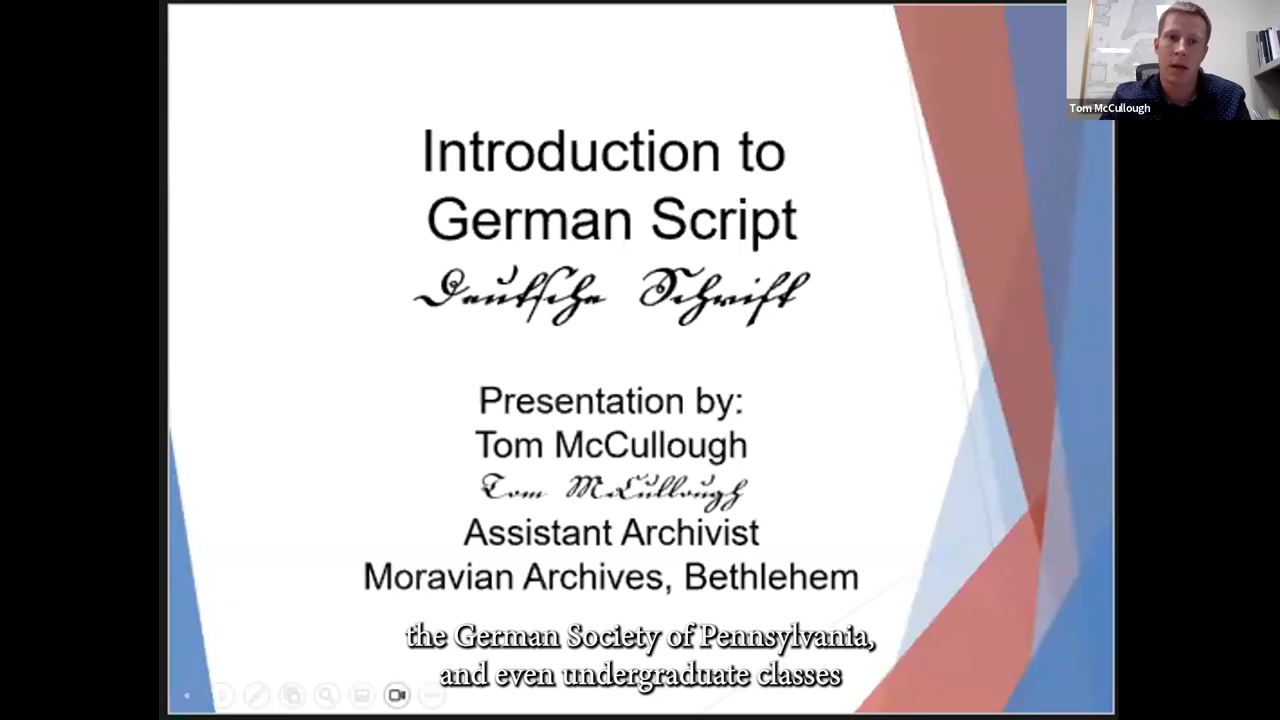 Introduction to
German Script
Deutsche Schrift
Presentation by:
Tom McCullough
Tom McCullough
Assistant Archivist
Moravian Archives, Bethlehem
the German Society of Pennsylvania,
and even undergraduate classes
Tom McCullough